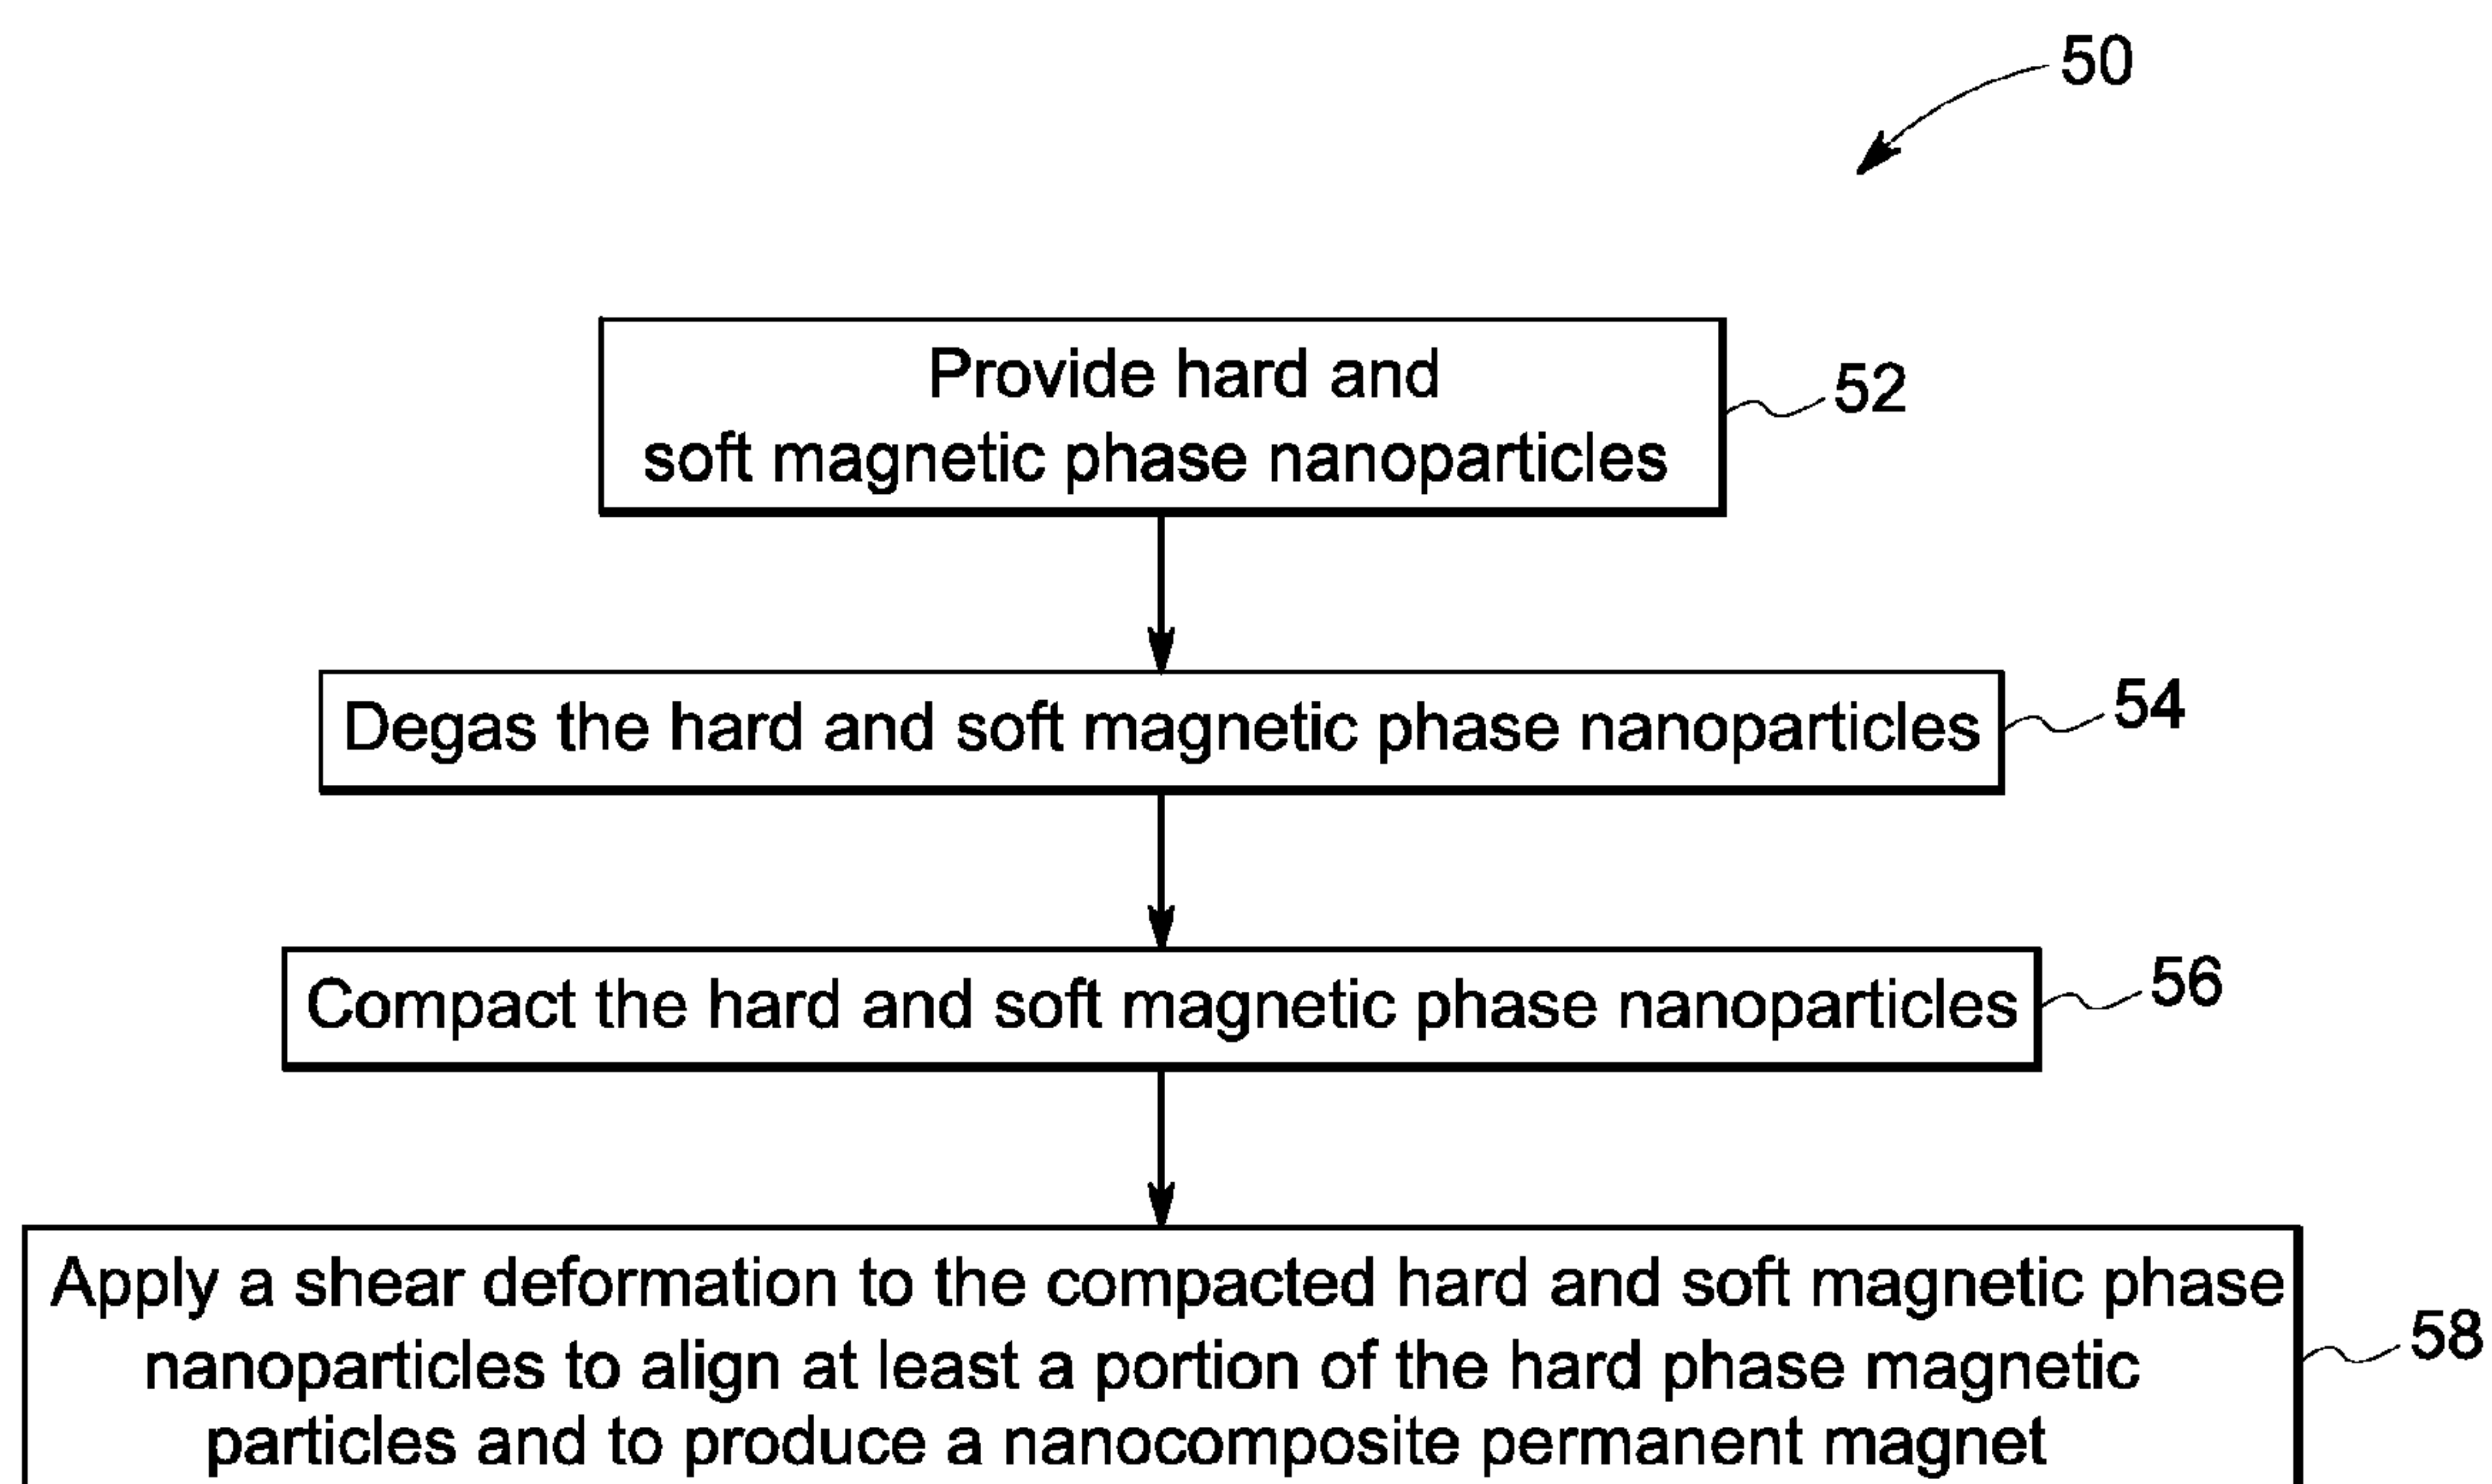 50
Provide hard and
soft magnetic phase nanoparticles
52
Degas the hard and soft magnetic phase nanoparticles
54
Compact the hard and soft magnetic phase nanoparticles
56
Apply a shear deformation to the compacted hard and soft magnetic phase
nanoparticles to align at least a portion of the hard phase magnetic
particles and to produce a nanocomposite permanent magnet
58